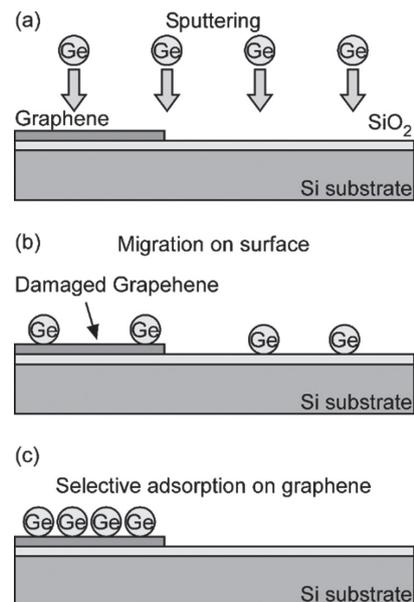 (a) Sputtering
Ge Ge Ge Ge
Graphene SiO2
Si substrate
(b) Migration on surface
Damaged Grapehene
Ge Ge Ge Ge
Si substrate
(c)
Selective adsorption on graphene
Ge Ge Ge Ge
Si substrate